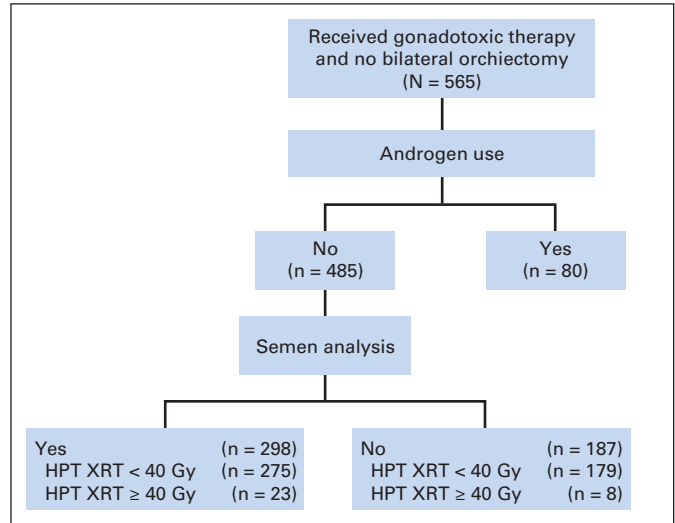 Received gonadotoxic therapy
and no bilateral orchiectomy
(N = 565)
Androgen use
No
(n = 485)
Yes
(n = 80)
Semen analysis
Yes (n = 298)
HPT XRT < 40 Gy (n = 275)
HPT XRT ≥ 40 Gy (n = 23)
No (n = 187)
HPT XRT < 40 Gy (n = 179)
HPT XRT ≥ 40 Gy (n = 8)